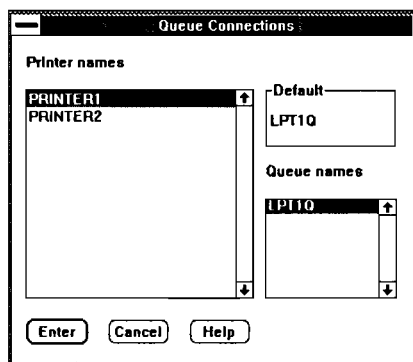 Queue Connections
Printer names
PRINTER1
PRINTER2
Default
LPT1Q
Queue names
LPT1Q
Enter
Cancel
Help